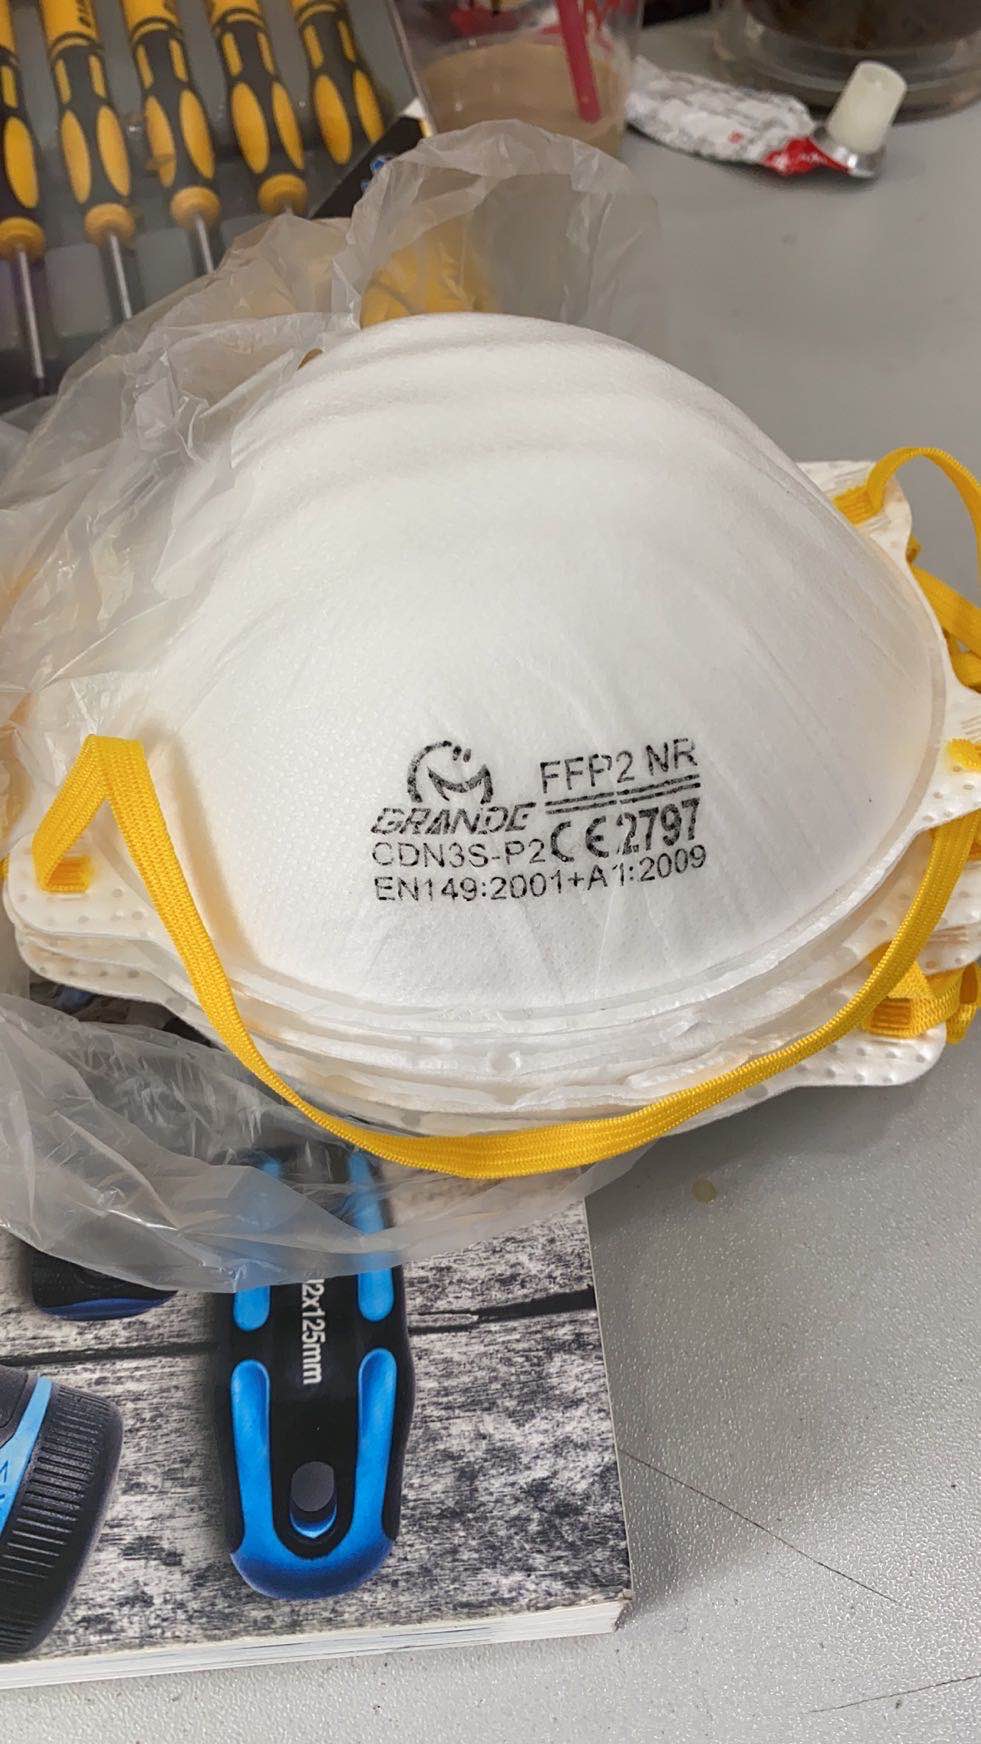 GRANDE
FFP2 NR
CDN3S-P2 CE 2797
EN149:2001+A1:2009
2x125mm